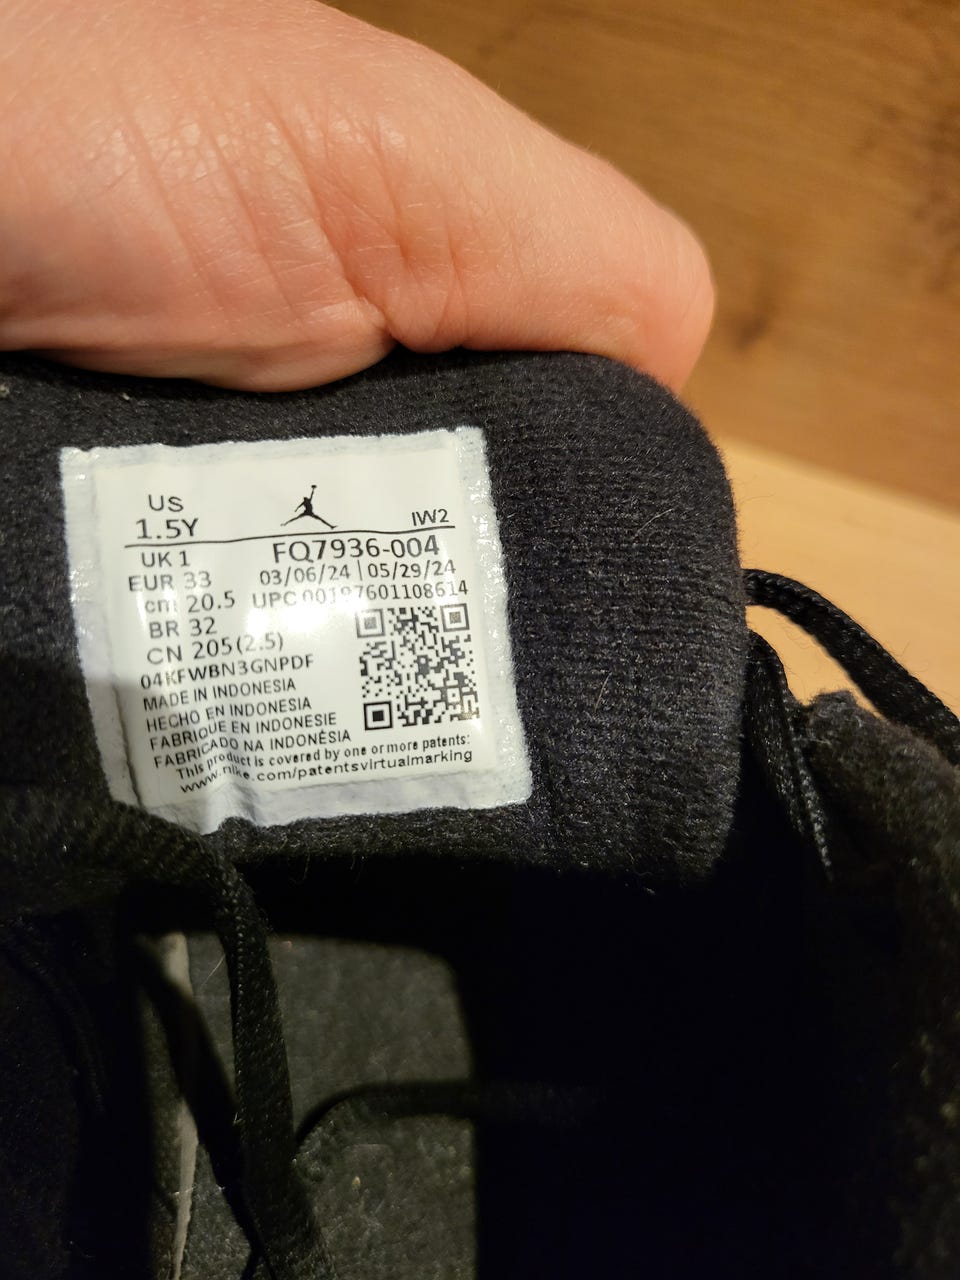 US
1.5Y
IW2
UK 1
FQ7936-004
EUR 33
03/06/24 | 05/29/24
cm 20.5
UPC 00197601108614
BR 32
CN 205(2.5)
04KFWBN3GNPDF
MADE IN INDONESIA
HECHO EN INDONESIA
FABRIQUE EN INDONESIE
FABRICADO NA INDONÉSIA
This product is covered by one or more patents:
www.nike.com/patentsvirtualmarking